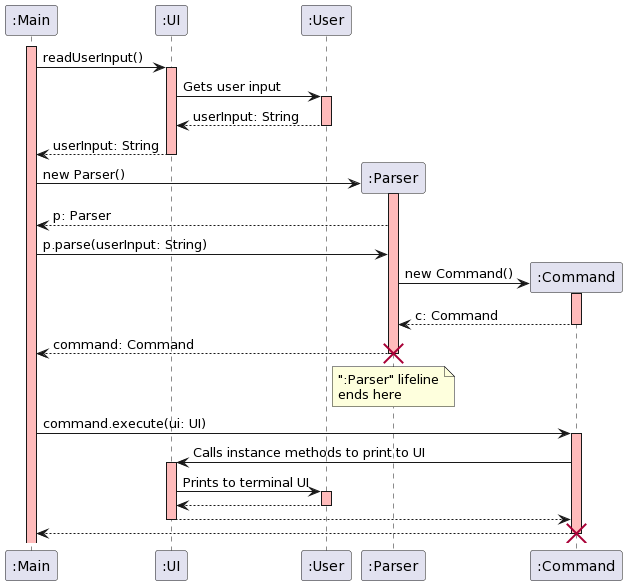 :Main :UI :User
readUserInput()
Gets user input
userInput: String
userInput: String
:Parser
new Parser()
p: Parser
p.parse(userInput: String)
:Command
new Command()
c: Command
command: Command
":Parser" lifeline
ends here
command.execute(ui: UI)
Calls instance methods to print to UI
Prints to terminal UI
:Main :UI :User :Parser :Command